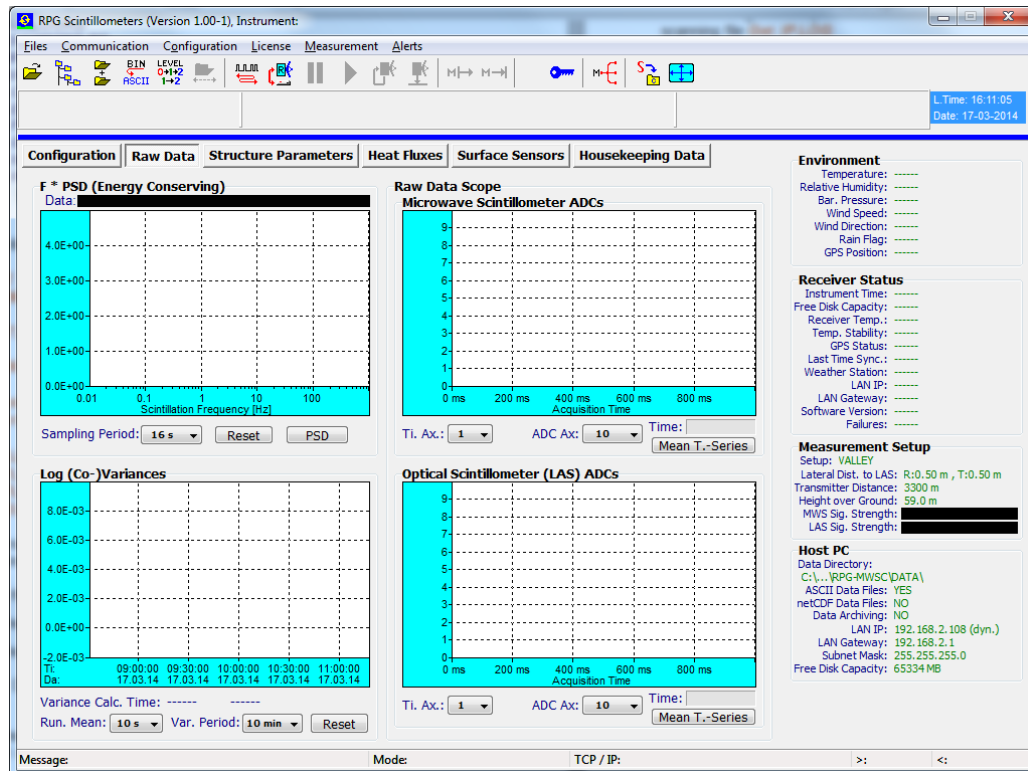 RPG Scintillometers (Version 1.00-1), Instrument:
Files Communication Configuration License Measurement Alerts
BIN ASCII LEVEL 0+1+2 1→2 R M|→ M→| M S
L.Time: 16:11:05
Date: 17-03-2014
Configuration Raw Data Structure Parameters Heat Fluxes Surface Sensors Housekeeping Data
F * PSD (Energy Conserving)
Data:
4.0E+00
3.0E+00
2.0E+00
1.0E+00
0.0E+00
0.01 0.1 1 10 100
Scintillation Frequency [Hz]
Sampling Period: 16 s Reset PSD
Log (Co-)Variances
8.0E-03
6.0E-03
4.0E-03
2.0E-03
0.0E+00
-2.0E-03
Ti: 09:00:00 09:30:00 10:00:00 10:30:00 11:00:00
Da: 17.03.14 17.03.14 17.03.14 17.03.14 17.03.14
Variance Calc. Time: ------ ------
Run. Mean: 10 s Var. Period: 10 min Reset
Raw Data Scope
Microwave Scintillometer ADCs
9
8
7
6
5
4
3
2
1
0
0 ms 200 ms 400 ms 600 ms 800 ms
Acquisition Time
Ti. Ax.: 1 ADC Ax: 10 Time:
Mean T.-Series
Optical Scintillometer (LAS) ADCs
9
8
7
6
5
4
3
2
1
0
0 ms 200 ms 400 ms 600 ms 800 ms
Acquisition Time
Ti. Ax.: 1 ADC Ax: 10 Time:
Mean T.-Series
Environment
Temperature: ------
Relative Humidity: ------
Bar. Pressure: ------
Wind Speed: ------
Wind Direction: ------
Rain Flag: ------
GPS Position: ------
Receiver Status
Instrument Time: ------
Free Disk Capacity: ------
Receiver Temp.: ------
Temp. Stability: ------
GPS Status: ------
Last Time Sync.: ------
Weather Station: ------
LAN IP: ------
LAN Gateway: ------
Software Version: ------
Failures: ------
Measurement Setup
Setup: VALLEY
Lateral Dist. to LAS: R:0.50 m , T:0.50 m
Transmitter Distance: 3300 m
Height over Ground: 59.0 m
MWS Sig. Strength:
LAS Sig. Strength:
Host PC
Data Directory:
C:\...\RPG-MWSC\DATA\
ASCII Data Files: YES
netCDF Data Files: NO
Data Archiving: NO
LAN IP: 192.168.2.108 (dyn.)
LAN Gateway: 192.168.2.1
Subnet Mask: 255.255.255.0
Free Disk Capacity: 65334 MB
Message: Mode: TCP / IP: >: <: